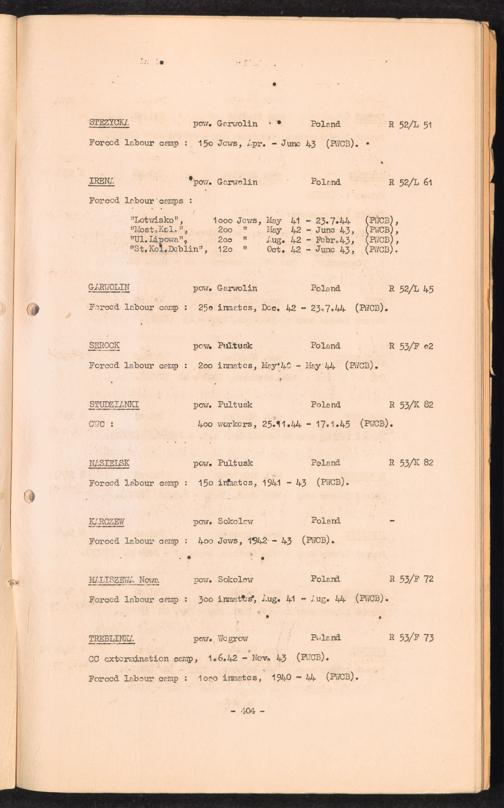 STEZYCKA pow. Garwolin Poland R 52/L 51
Forced labour camp : 150 Jews, Apr. - June 43 (PWCB).
IRENA pow. Garwolin Poland R 52/L 61
Forced labour camps :
"Lotwisko", 1000 Jews, May 41 - 23.7.44 (PWCB),
"Most.Kol.", 200 " May 42 - June 43, (PWCB),
"Ul.Lipowa", 200 " Aug. 42 - Febr.43, (PWCB),
"St.Kol.Deblin", 120 " Oct. 42 - June 43, (PWCB).
GARWOLIN pow. Garwolin Poland R 52/L 45
Forced labour camp : 250 inmates, Dec. 42 - 23.7.44 (PWCB).
SEROCK pow. Pultusk Poland R 53/F 02
Forced labour camp : 200 inmates, May 40 - May 44 (PWCB).
STUDZIANKI pow. Pultusk Poland R 53/K 82
CWC : 400 workers, 25.11.44 - 17.1.45 (PWCB).
NASIELSK pow. Pultusk Poland R 53/K 82
Forced labour camp : 150 inmates, 1941 - 43 (PWCB).
KARCZEW pow. Sokolow Poland -
Forced labour camp : 400 Jews, 1942 - 43 (PWCB).
MALISZEWA Nowa pow. Sokolow Poland R 53/F 72
Forced labour camp : 300 inmates, Aug. 41 - Aug. 44 (PWCB).
TREBLINKA pow. Wegrow Poland R 53/F 73
CC extermination camp, 1.6.42 - Nov. 43 (PWCB).
Forced labour camp : 1000 inmates, 1940 - 44 (PWCB).
- 404 -